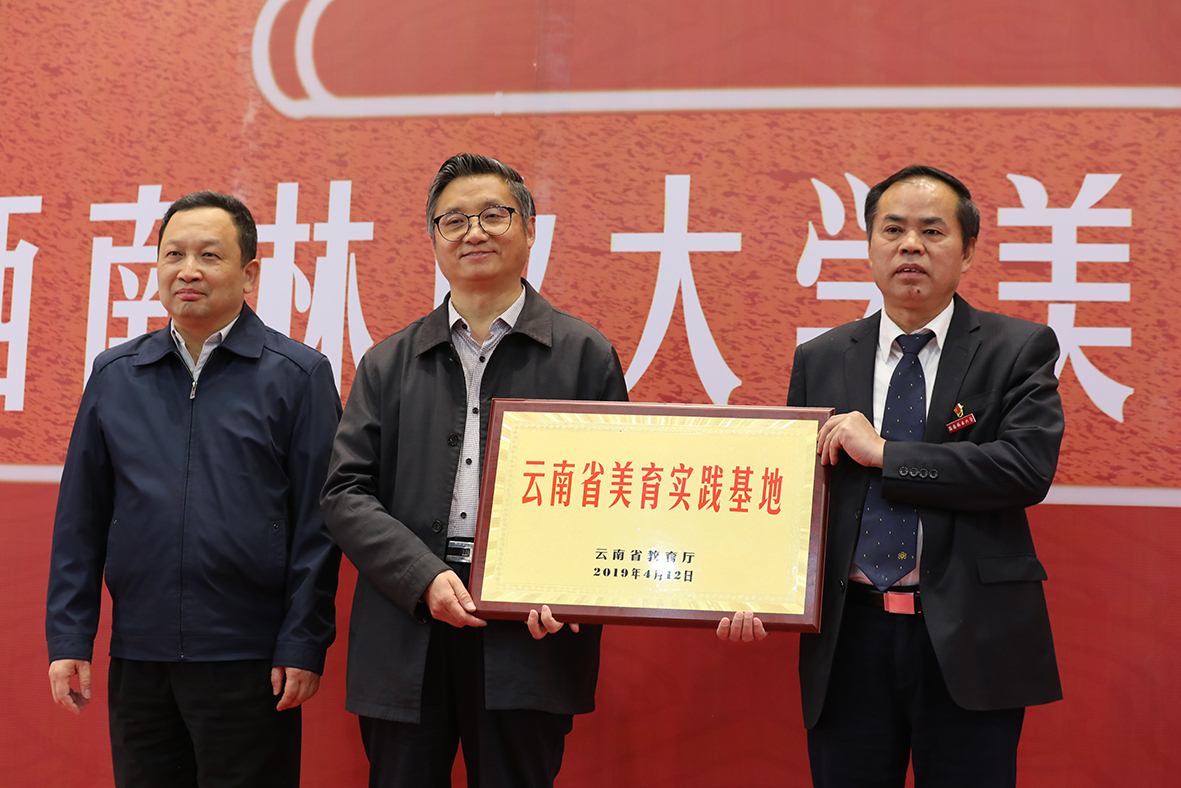 西南林业大学美
云南省美育实践基地
云南省教育厅
2019年4月12日